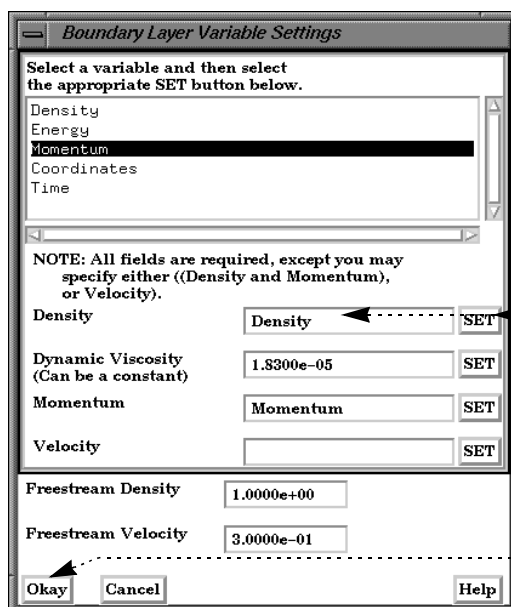 Boundary Layer Variable Settings
Select a variable and then select
the appropriate SET button below.
Density
Energy
Momentum
Coordinates
Time
NOTE: All fields are required, except you may
specify either ((Density and Momentum),
or Velocity).
Density Density SET
Dynamic Viscosity
(Can be a constant) 1.8300e-05 SET
Momentum Momentum SET
Velocity SET
Freestream Density 1.0000e+00
Freestream Velocity 3.0000e-01
Okay Cancel Help